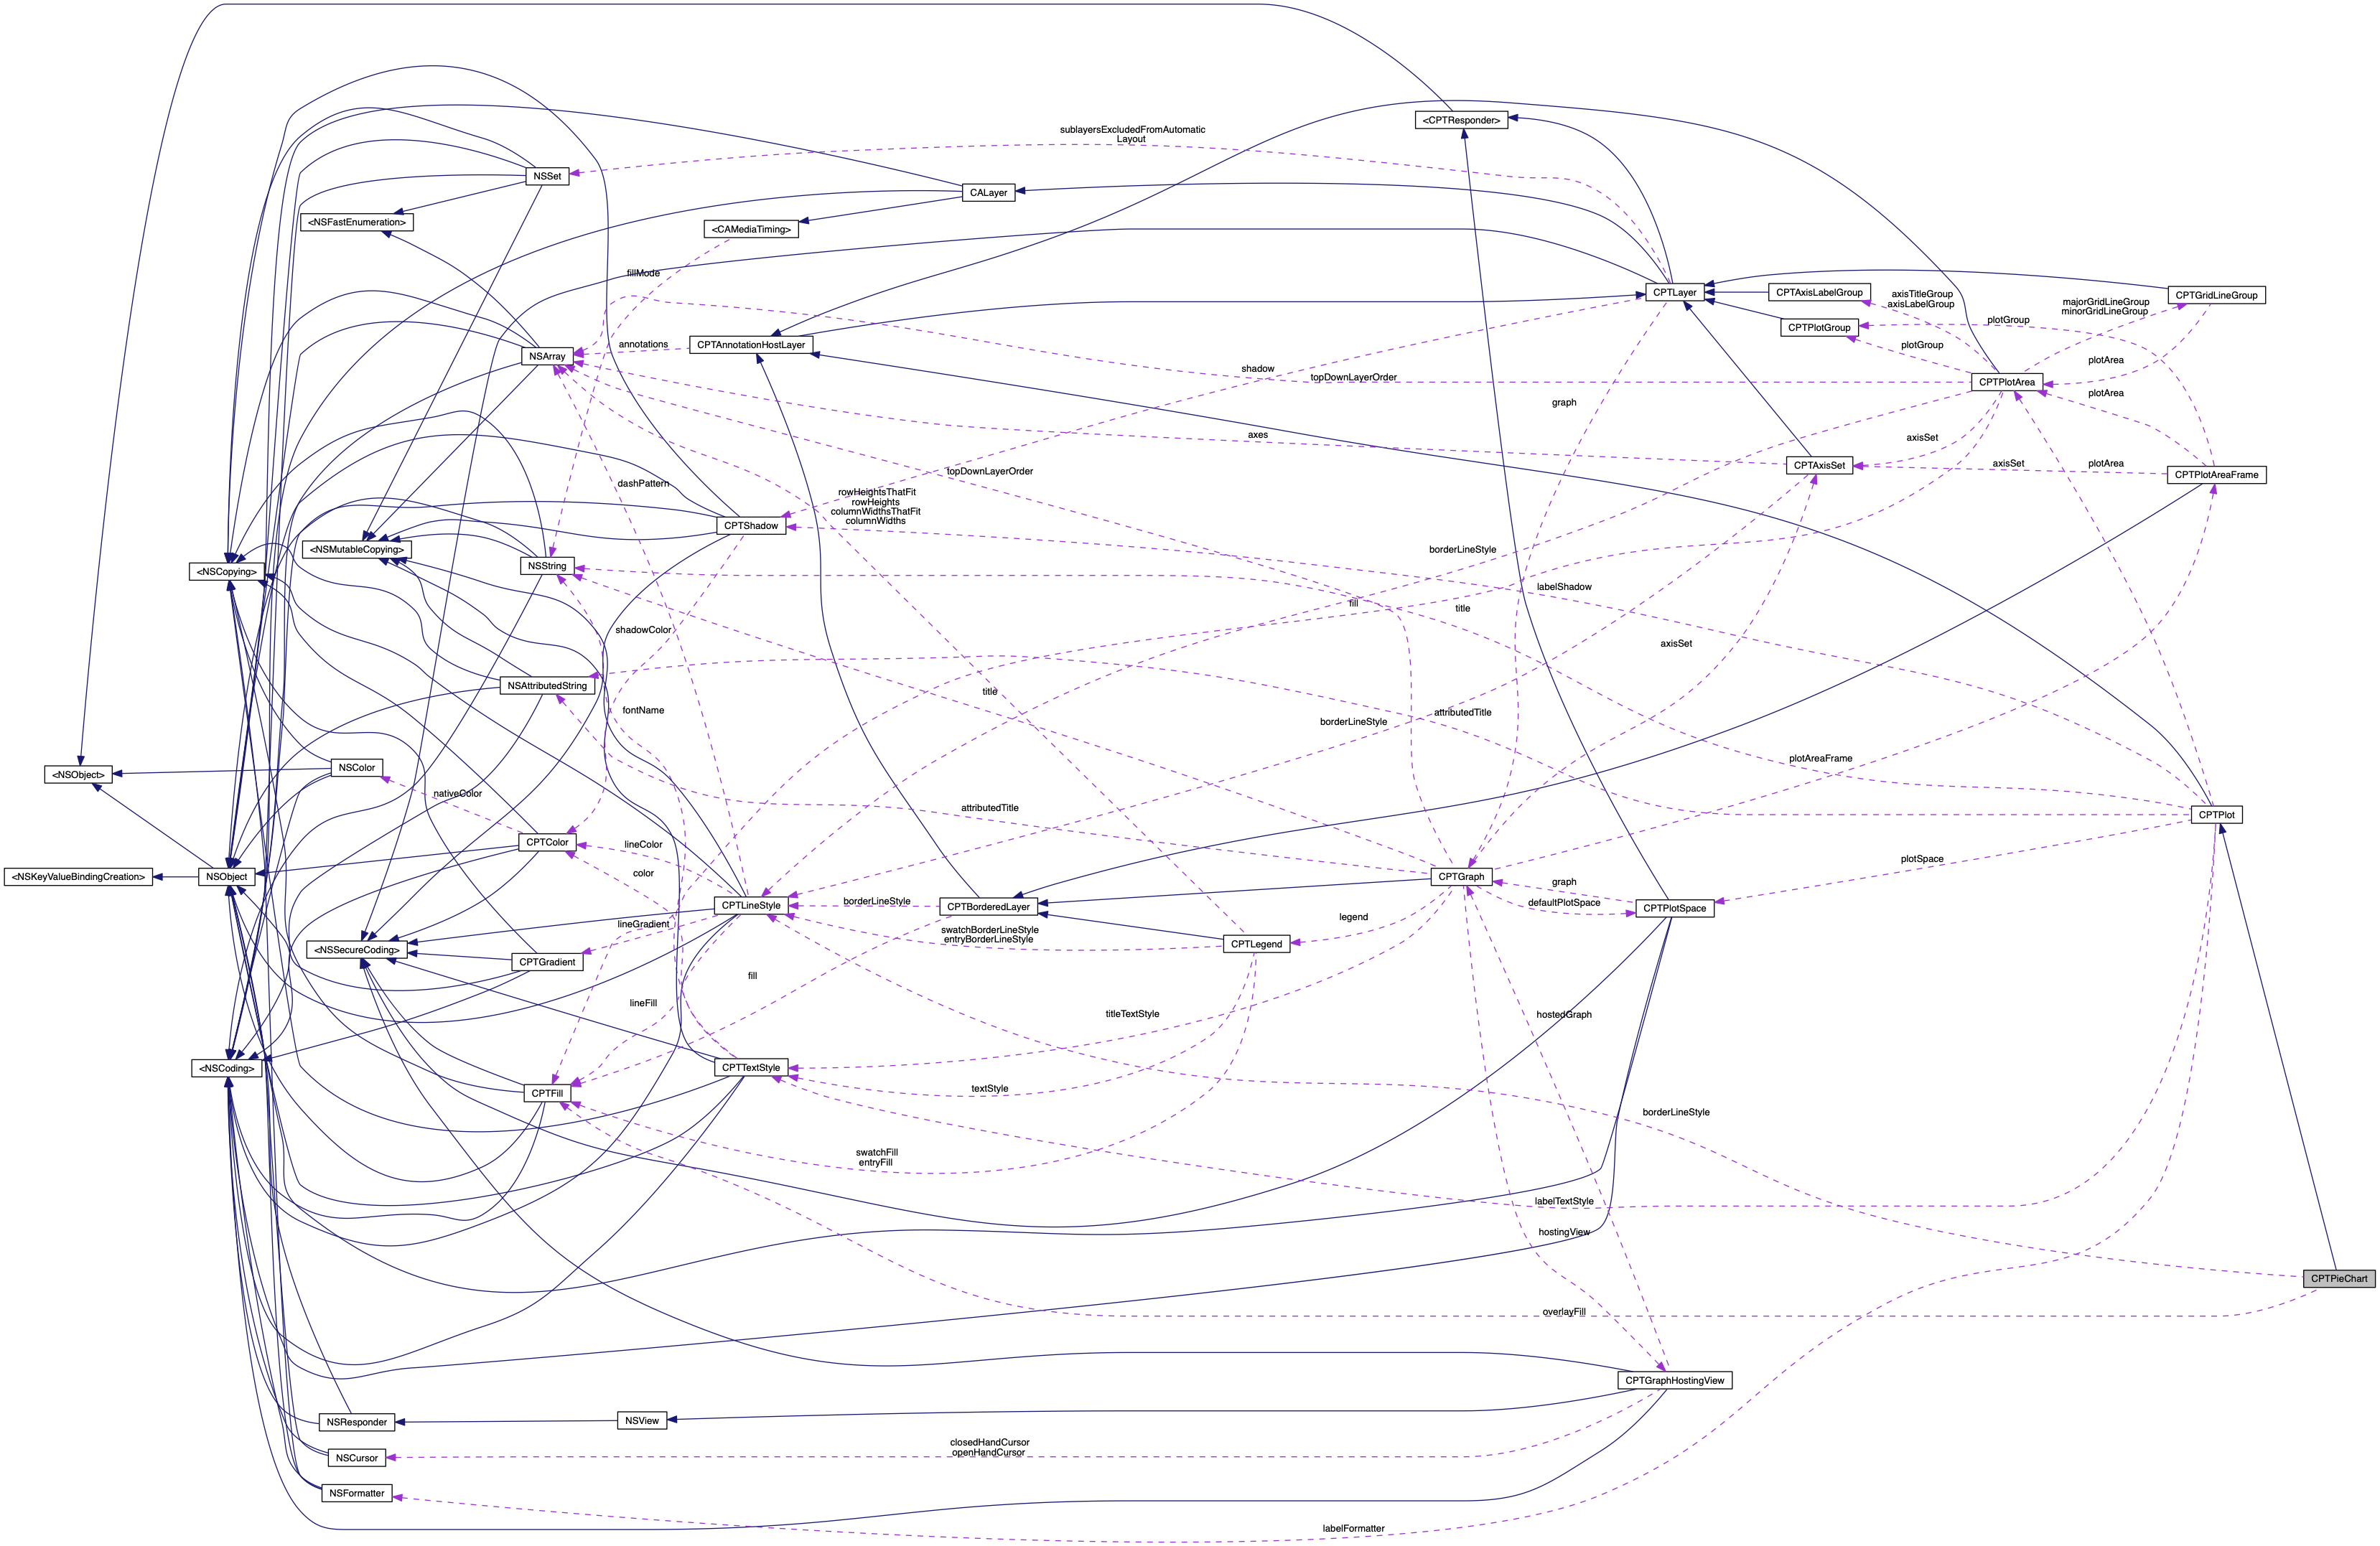 <CPTResponder>
sublayersExcludedFromAutomatic
Layout
NSSet
CALayer
<NSFastEnumeration>
<CAMediaTiming>
fillMode
CPTLayer
CPTAxisLabelGroup
axisTitleGroup
axisLabelGroup
majorGridLineGroup
minorGridLineGroup
CPTGridLineGroup
CPTPlotGroup
plotGroup
plotGroup
annotations
CPTAnnotationHostLayer
NSArray
plotArea
shadow
topDownLayerOrder
CPTPlotArea
plotArea
graph
axes
axisSet
CPTAxisSet
axisSet
plotArea
CPTPlotAreaFrame
topDownLayerOrder
dashPattern
rowHeightsThatFit
rowHeights
columnWidthsThatFit
columnWidths
CPTShadow
<NSMutableCopying>
borderLineStyle
NSString
<NSCopying>
labelShadow
fill
title
shadowColor
axisSet
NSAttributedString
title
fontName
borderLineStyle
attributedTitle
plotAreaFrame
<NSObject>
NSColor
nativeColor
attributedTitle
CPTPlot
CPTColor
lineColor
plotSpace
color
<NSKeyValueBindingCreation>
NSObject
CPTGraph
graph
CPTLineStyle
borderLineStyle
CPTBorderedLayer
defaultPlotSpace
CPTPlotSpace
legend
lineGradient
swatchBorderLineStyle
entryBorderLineStyle
CPTLegend
<NSSecureCoding>
CPTGradient
fill
lineFill
titleTextStyle
hostedGraph
<NSCoding>
CPTTextStyle
textStyle
CPTFill
borderLineStyle
swatchFill
entryFill
labelTextStyle
hostingView
CPTPieChart
overlayFill
CPTGraphHostingView
NSResponder
NSView
closedHandCursor
openHandCursor
NSCursor
NSFormatter
labelFormatter